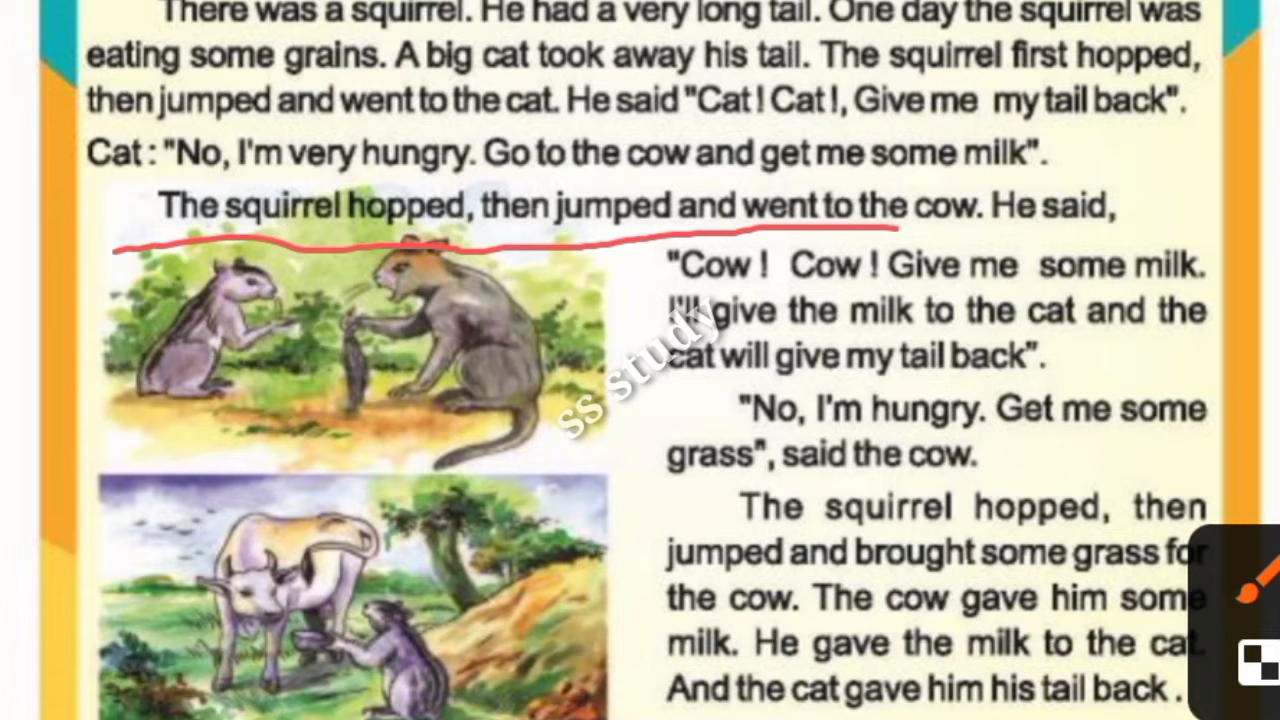 There was a squirrel. He had a very long tail. One day the squirrel was
eating some grains. A big cat took away his tail. The squirrel first hopped,
then jumped and went to the cat. He said "Cat ! Cat !, Give me my tail back".
Cat : "No, I'm very hungry. Go to the cow and get me some milk".
The squirrel hopped, then jumped and went to the cow. He said,
"Cow ! Cow ! Give me some milk.
I'll give the milk to the cat and the
cat will give my tail back".
"No, I'm hungry. Get me some
grass", said the cow.
The squirrel hopped, then
jumped and brought some grass for
the cow. The cow gave him some
milk. He gave the milk to the cat.
And the cat gave him his tail back .
ss study